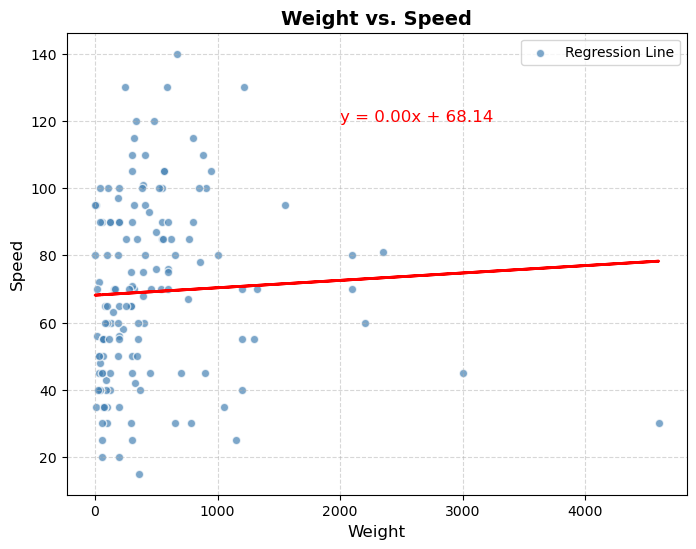 Weight vs. Speed
Regression Line
y = 0.00x + 68.14
Speed
140
120
100
80
60
40
20
0
1000
2000
3000
4000
Weight